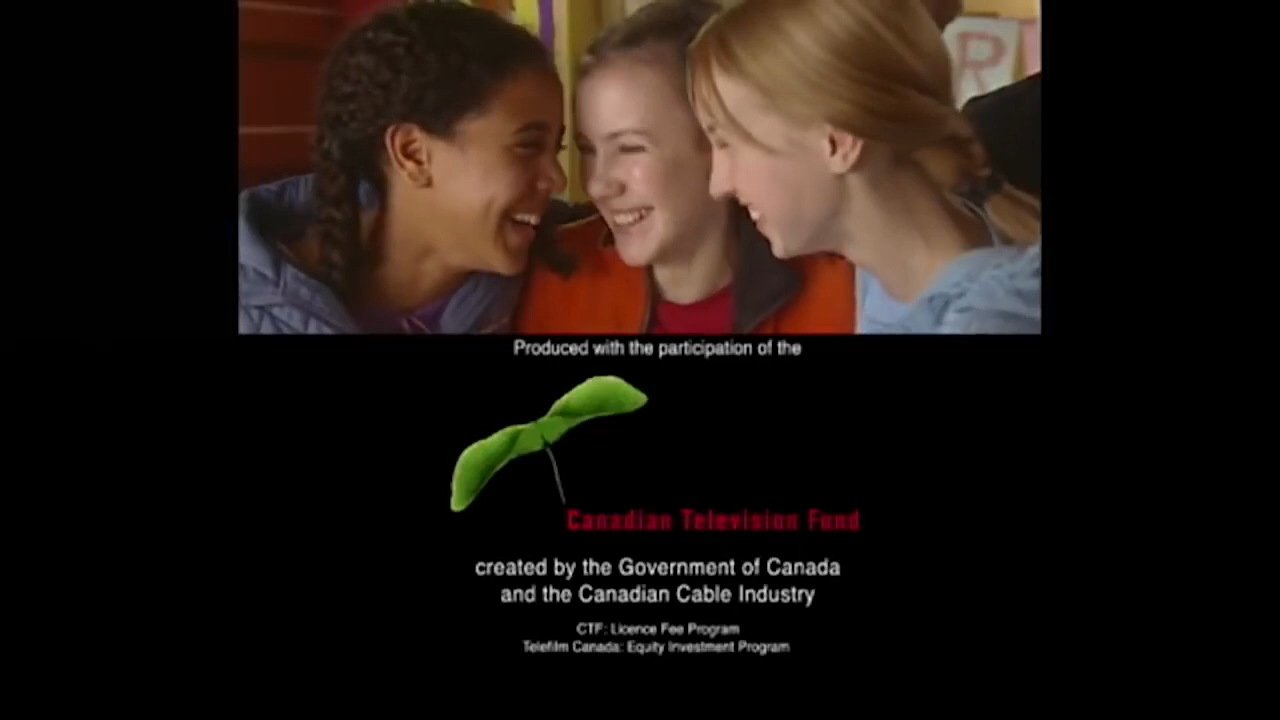 R
Produced with the participation of the
Canadian Television Fund
created by the Government of Canada
and the Canadian Cable Industry
CTF: Licence Fee Program
Telefilm Canada: Equity Investment Program